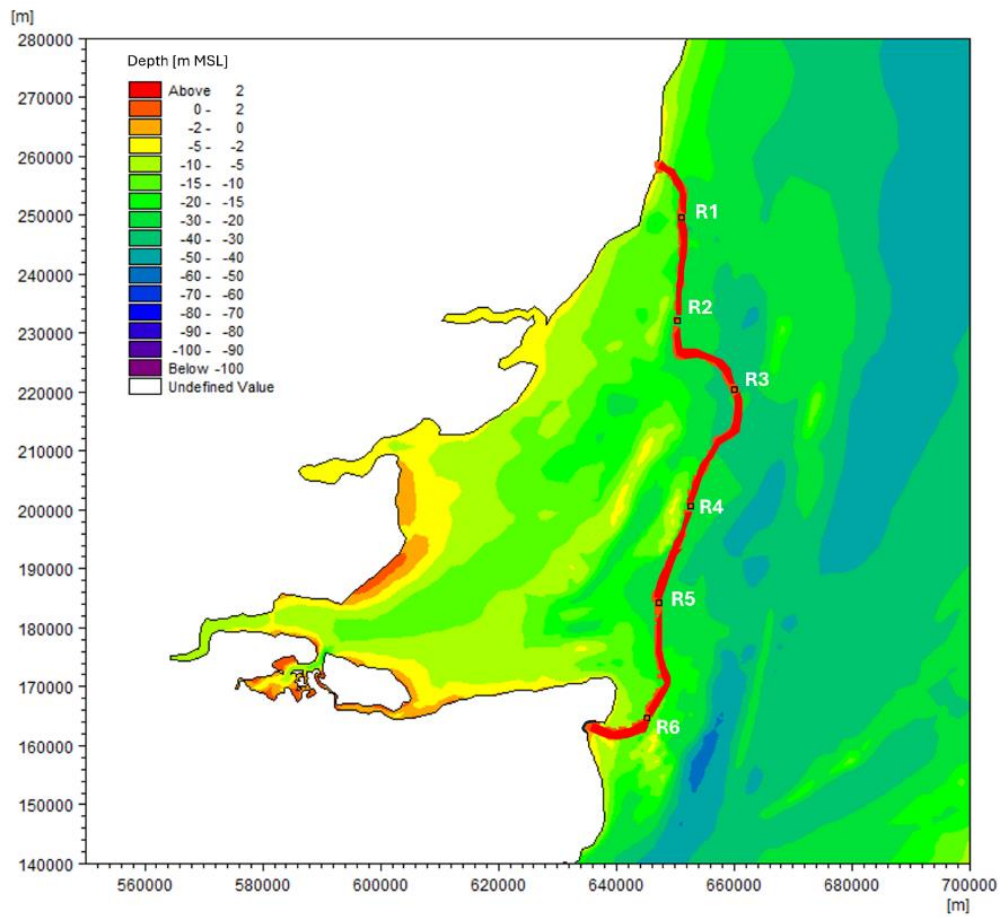 [m]
280000
270000
260000
250000
240000
230000
220000
210000
200000
190000
180000
170000
160000
150000
140000
Depth [m MSL]
Above 2
0 - 2
-2 - 0
-5 - -2
-10 - -5
-15 - -10
-20 - -15
-30 - -20
-40 - -30
-50 - -40
-60 - -50
-70 - -60
-80 - -70
-90 - -80
-100 - -90
Below -100
Undefined Value
R1
R2
R3
R4
R5
R6
560000 580000 600000 620000 640000 660000 680000 700000
[m]